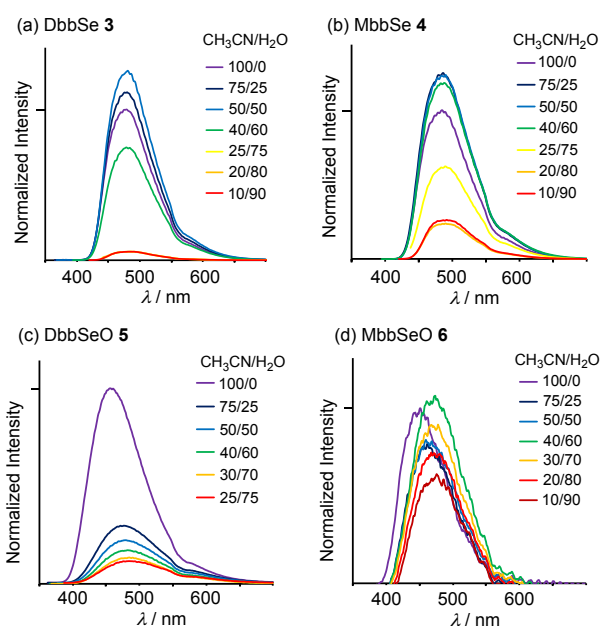 (a) DbbSe 3
Normalized Intensity
CH₃CN/H₂O
100/0
75/25
50/50
40/60
25/75
20/80
10/90
400 500 600
λ / nm
(b) MbbSe 4
Normalized Intensity
CH₃CN/H₂O
100/0
75/25
50/50
40/60
25/75
20/80
10/90
400 500 600
λ / nm
(c) DbbSeO 5
Normalized Intensity
CH₃CN/H₂O
100/0
75/25
50/50
40/60
30/70
25/75
400 500 600
λ / nm
(d) MbbSeO 6
Normalized Intensity
CH₃CN/H₂O
100/0
75/25
50/50
40/60
30/70
20/80
10/90
400 500 600
λ / nm